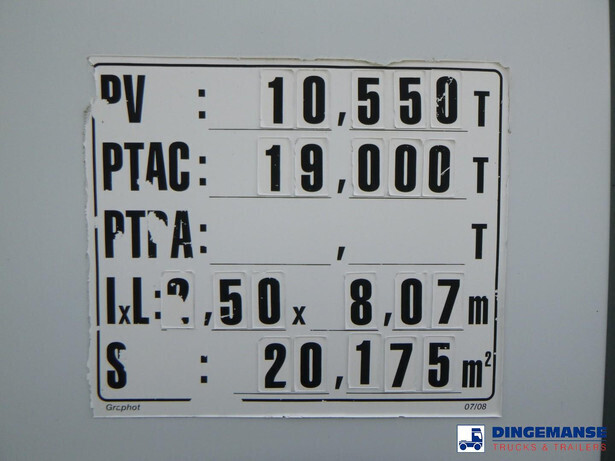 PV : 10,550 T
PTAC : 19,000 T
PTRA : , T
lxL: 2,50 x 8,07 m
S : 20,175 m²
Graphot 07/08
DINGEMANSE
TRUCKS & TRAILERS